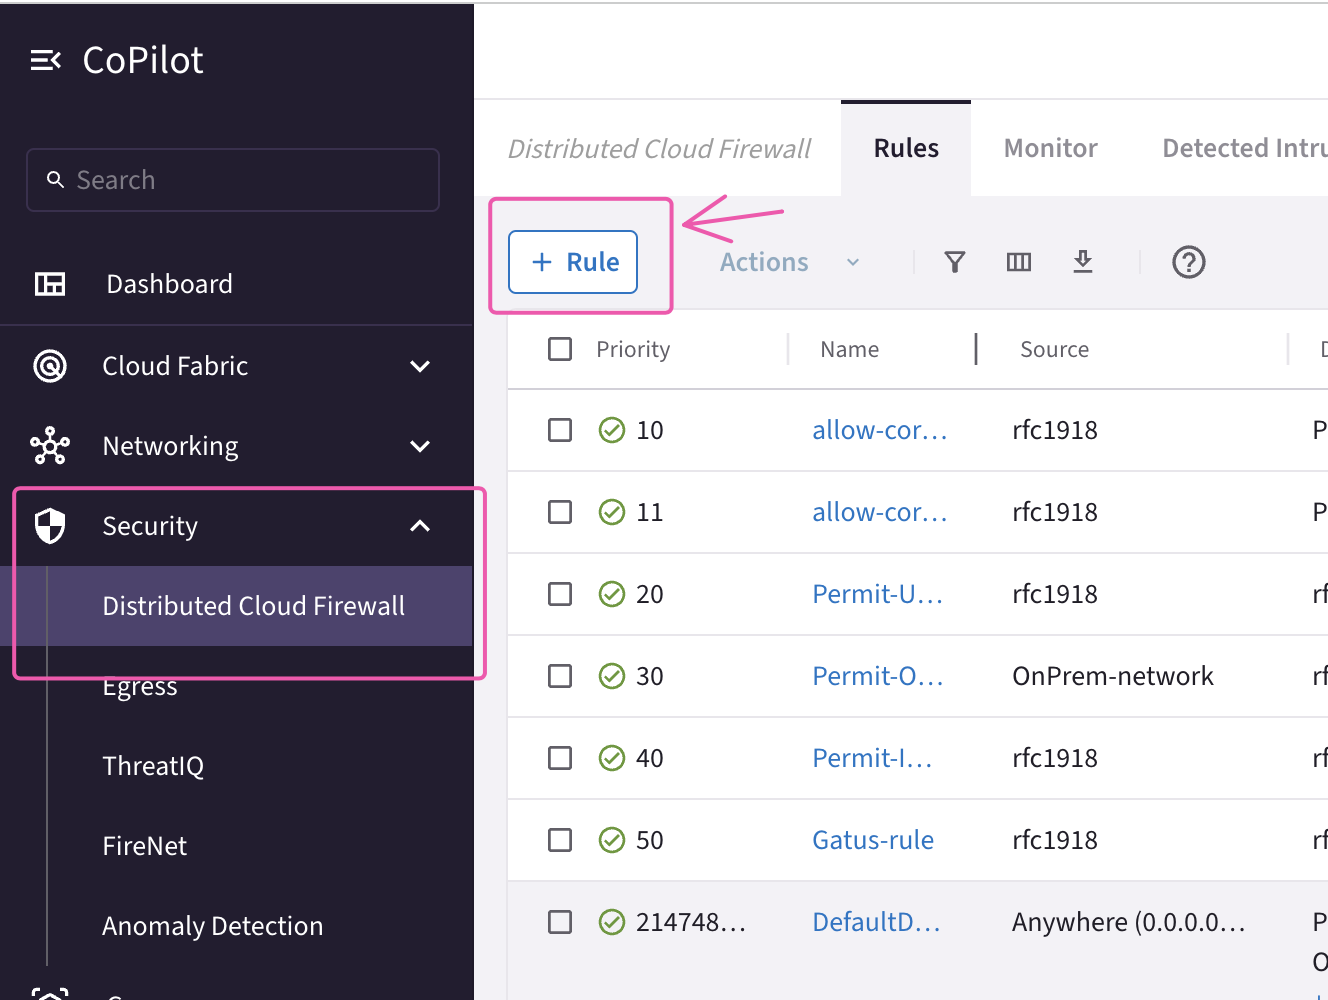 CoPilot
Search
Dashboard
Cloud Fabric
Networking
Security
Distributed Cloud Firewall
Egress
ThreatIQ
FireNet
Anomaly Detection
Distributed Cloud Firewall Rules Monitor Detected Intru
+ Rule Actions
Priority Name Source
10 allow-cor... rfc1918 P
11 allow-cor... rfc1918 P
20 Permit-U... rfc1918 rf
30 Permit-O... OnPrem-network rf
40 Permit-I... rfc1918 rf
50 Gatus-rule rfc1918 rf
214748... DefaultD... Anywhere (0.0.0.0... P